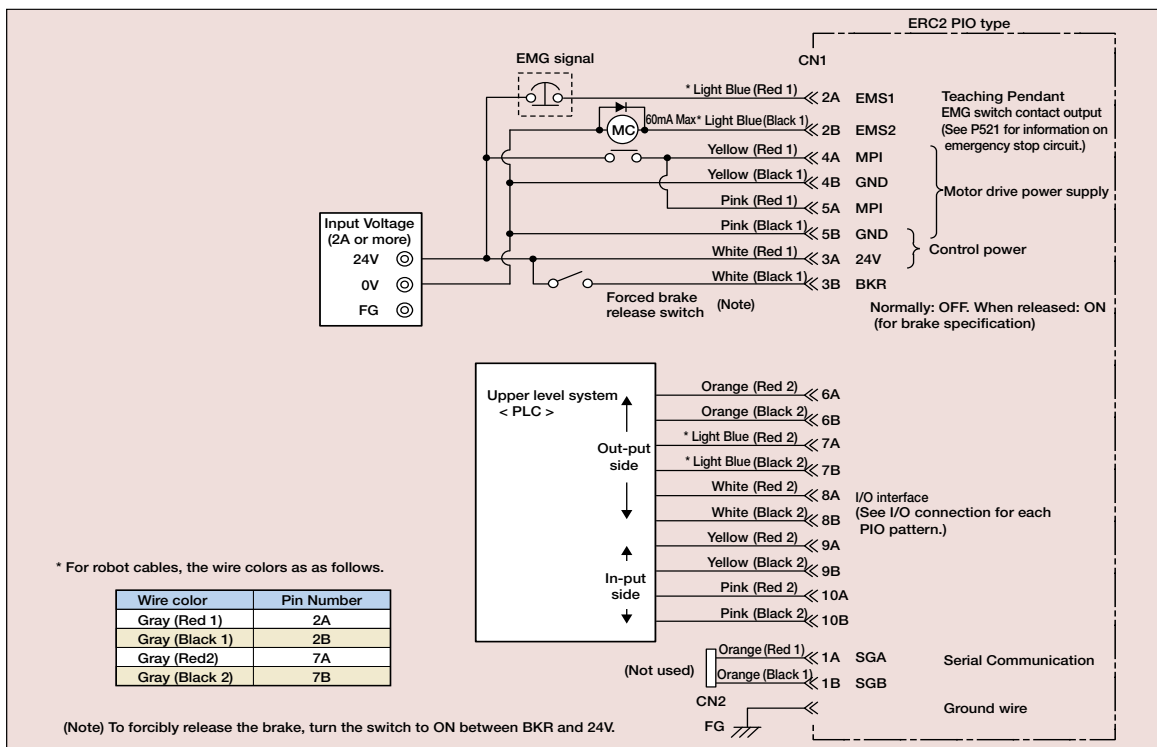 ERC2 PIO type
CN1
EMG signal
* Light Blue (Red 1) 2A EMS1
Teaching Pendant
EMG switch contact output
(See P521 for information on
emergency stop circuit.)
MC
60mA Max* Light Blue (Black 1) 2B EMS2
Yellow (Red 1) 4A MPI
Yellow (Black 1) 4B GND
Motor drive power supply
Pink (Red 1) 5A MPI
Pink (Black 1) 5B GND
Control power
White (Red 1) 3A 24V
White (Black 1) 3B BKR
Input Voltage
(2A or more)
24V
0V
FG
Forced brake
release switch
(Note)
Normally: OFF. When released: ON
(for brake specification)
Upper level system
< PLC >
Out-put
side
In-put
side
Orange (Red 2) 6A
Orange (Black 2) 6B
* Light Blue (Red 2) 7A
* Light Blue (Black 2) 7B
White (Red 2) 8A
White (Black 2) 8B
Yellow (Red 2) 9A
Yellow (Black 2) 9B
Pink (Red 2) 10A
Pink (Black 2) 10B
I/O interface
(See I/O connection for each
PIO pattern.)
* For robot cables, the wire colors as as follows.
Wire color Pin Number
Gray (Red 1) 2A
Gray (Black 1) 2B
Gray (Red2) 7A
Gray (Black 2) 7B
(Not used)
CN2
Orange (Red 1) 1A SGA
Orange (Black 1) 1B SGB
Serial Communication
FG
Ground wire
(Note) To forcibly release the brake, turn the switch to ON between BKR and 24V.